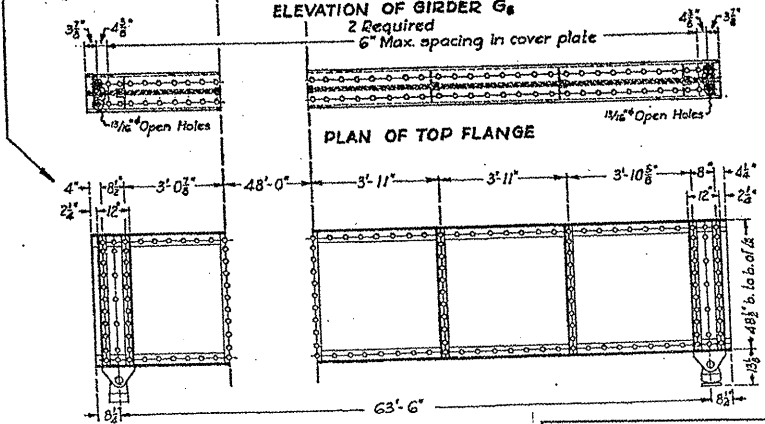 ELEVATION OF GIRDER G6
2 Required
6" Max. spacing in cover plate
3⅞" 4⅝"
4⅝" 3⅞"
13/16"ᶲ Open Holes
13/16"ᶲ Open Holes
PLAN OF TOP FLANGE
4" 8½" 3'-0⅞" 48'-0" 3'-11" 3'-11" 3'-10⅝" 8" 4¼"
2¼" 12"
12" 2¼"
48½" b. to b. of ∠s
13½
8¼ 63'-6" 8¼"